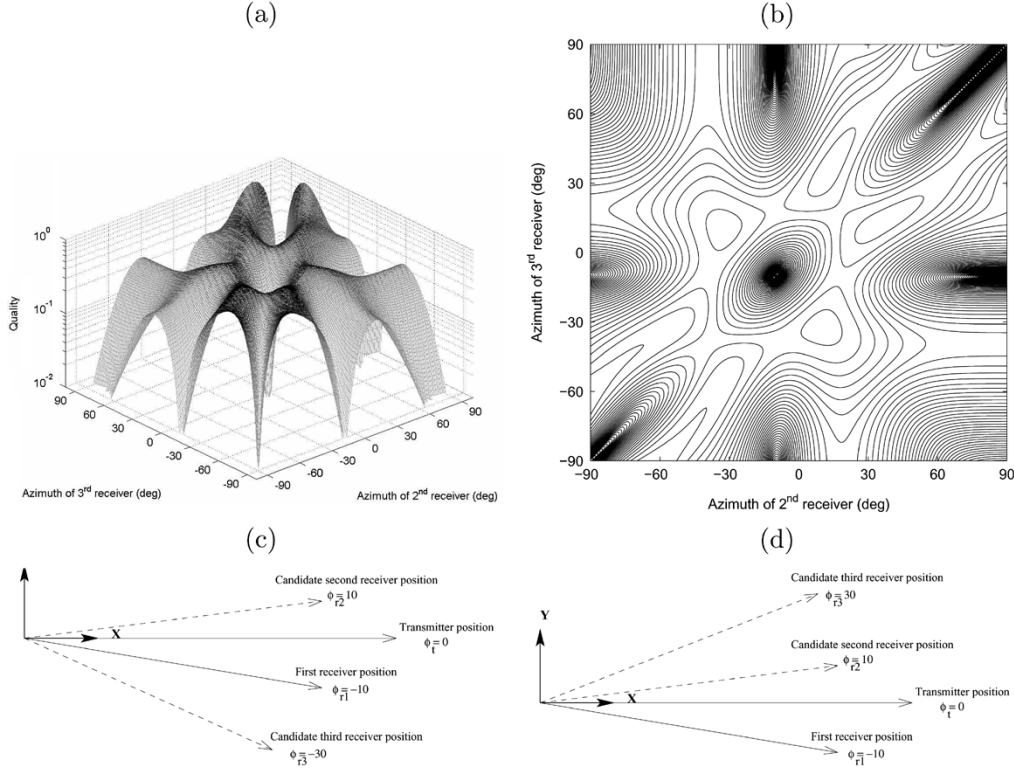 (a)
10⁰
10⁻¹
10⁻²
Quality
90
60
30
0
-30
-60
-90
Azimuth of 3rd receiver (deg)
-90
-60
-30
0
30
60
90
Azimuth of 2nd receiver (deg)
(b)
90
60
30
0
−30
−60
−90
Azimuth of 3rd receiver (deg)
−90
−60
−30
0
30
60
90
Azimuth of 2nd receiver (deg)
(c)
Candidate second receiver position
ϕr2= 10
X
Transmitter position
ϕt= 0
First receiver position
ϕr1= −10
Candidate third receiver position
ϕr3= −30
(d)
Candidate third receiver position
ϕr3= 30
Y
Candidate second receiver position
ϕr2= 10
X
Transmitter position
ϕt= 0
First receiver position
ϕr1= −10